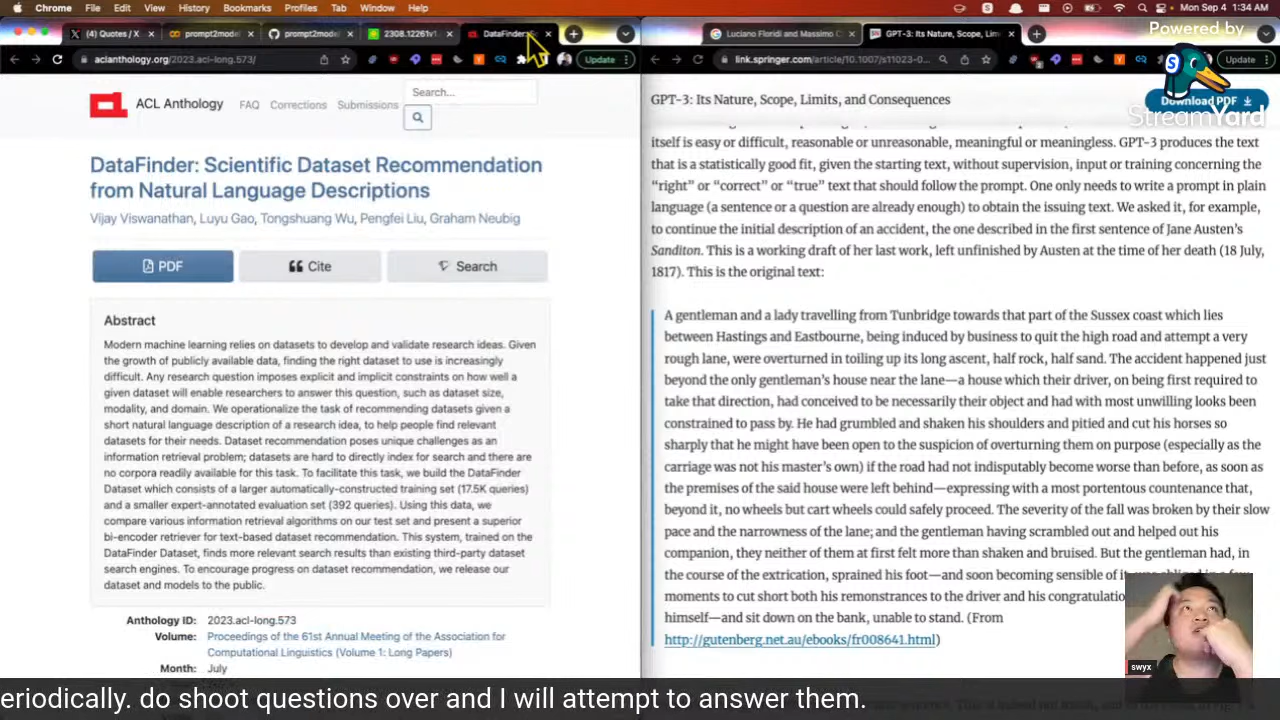 Chrome File Edit View History Bookmarks Profiles Tab Window Help
Mon Sep 4 1:34 AM
(4) Quotes / X
prompt2model
prompt2model
2308.12261v1
DataFinder
Luciano Floridi and Massimo C
GPT-3: Its Nature, Scope, Lim
Powered by
StreamYard
aclanthology.org/2023.acl-long.573/
Update
link.springer.com/article/10.1007/s11023-0...
Update
ACL Anthology FAQ Corrections Submissions
Search...
DataFinder: Scientific Dataset Recommendation
from Natural Language Descriptions
Vijay Viswanathan, Luyu Gao, Tongshuang Wu, Pengfei Liu, Graham Neubig
PDF Cite Search
Abstract
Modern machine learning relies on datasets to develop and validate research ideas. Given
the growth of publicly available data, finding the right dataset to use is increasingly
difficult. Any research question imposes explicit and implicit constraints on how well a
given dataset will enable researchers to answer this question, such as dataset size,
modality, and domain. We operationalize the task of recommending datasets given a
short natural language description of a research idea, to help people find relevant
datasets for their needs. Dataset recommendation poses unique challenges as an
information retrieval problem; datasets are hard to directly index for search and there are
no corpora readily available for this task. To facilitate this task, we build the DataFinder
Dataset which consists of a larger automatically-constructed training set (17.5K queries)
and a smaller expert-annotated evaluation set (392 queries). Using this data, we
compare various information retrieval algorithms on our test set and present a superior
bi-encoder retriever for text-based dataset recommendation. This system, trained on the
DataFinder Dataset, finds more relevant search results than existing third-party dataset
search engines. To encourage progress on dataset recommendation, we release our
dataset and models to the public.
Anthology ID: 2023.acl-long.573
Volume: Proceedings of the 61st Annual Meeting of the Association for
Computational Linguistics (Volume 1: Long Papers)
Month: July
GPT-3: Its Nature, Scope, Limits, and Consequences
Download PDF
itself is easy or difficult, reasonable or unreasonable, meaningful or meaningless. GPT-3 produces the text
that is a statistically good fit, given the starting text, without supervision, input or training concerning the
“right” or “correct” or “true” text that should follow the prompt. One only needs to write a prompt in plain
language (a sentence or a question are already enough) to obtain the issuing text. We asked it, for example,
to continue the initial description of an accident, the one described in the first sentence of Jane Austen’s
Sanditon. This is a working draft of her last work, left unfinished by Austen at the time of her death (18 July,
1817). This is the original text:
A gentleman and a lady travelling from Tunbridge towards that part of the Sussex coast which lies
between Hastings and Eastbourne, being induced by business to quit the high road and attempt a very
rough lane, were overturned in toiling up its long ascent, half rock, half sand. The accident happened just
beyond the only gentleman’s house near the lane—a house which their driver, on being first required to
take that direction, had conceived to be necessarily their object and had with most unwilling looks been
constrained to pass by. He had grumbled and shaken his shoulders and pitied and cut his horses so
sharply that he might have been open to the suspicion of overturning them on purpose (especially as the
carriage was not his master’s own) if the road had not indisputably become worse than before, as soon as
the premises of the said house were left behind—expressing with a most portentous countenance that,
beyond it, no wheels but cart wheels could safely proceed. The severity of the fall was broken by their slow
pace and the narrowness of the lane; and the gentleman having scrambled out and helped out his
companion, they neither of them at first felt more than shaken and bruised. But the gentleman had, in
the course of the extrication, sprained his foot—and soon becoming sensible of it
moments to cut short both his remonstrances to the driver and his congratulatio
himself—and sit down on the bank, unable to stand. (From
http://gutenberg.net.au/ebooks/fr008641.html)
swyx
eriodically. do shoot questions over and I will attempt to answer them.